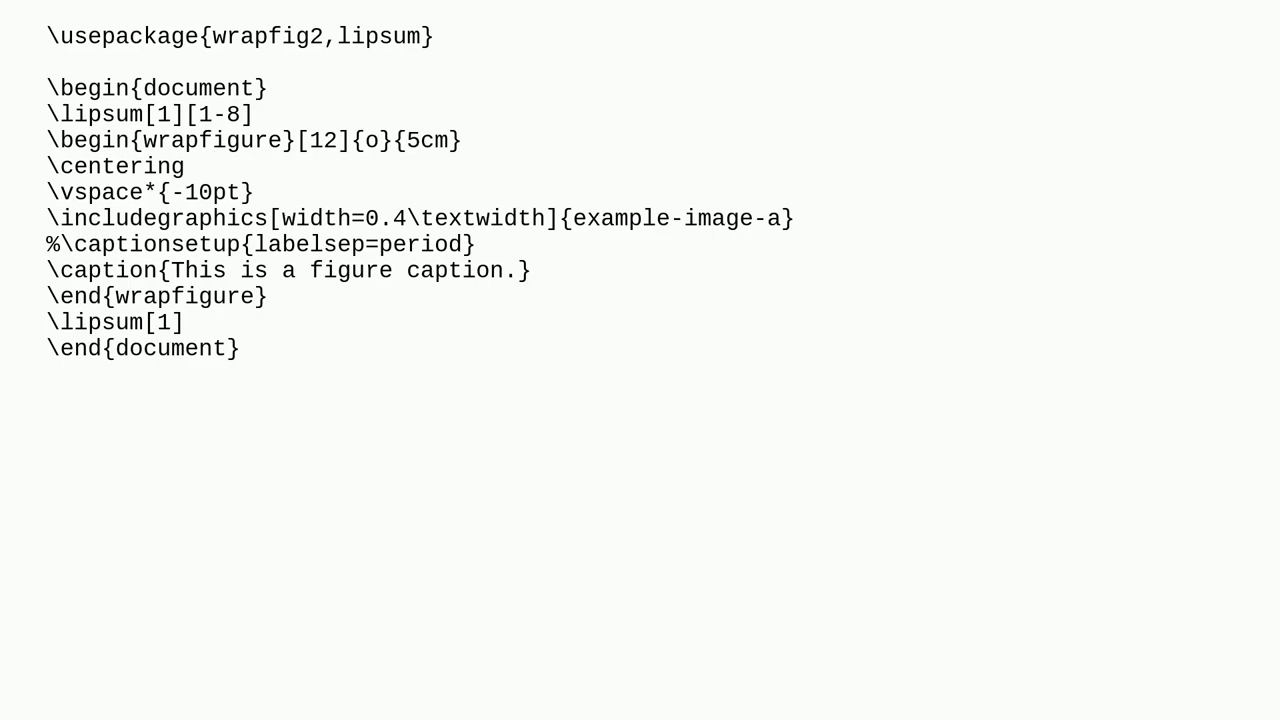 \usepackage{wrapfig2,lipsum}
\begin{document}
\lipsum[1][1-8]
\begin{wrapfigure}[12]{o}{5cm}
\centering
\vspace*{-10pt}
\includegraphics[width=0.4\textwidth]{example-image-a}
%\captionsetup{labelsep=period}
\caption{This is a figure caption.}
\end{wrapfigure}
\lipsum[1]
\end{document}